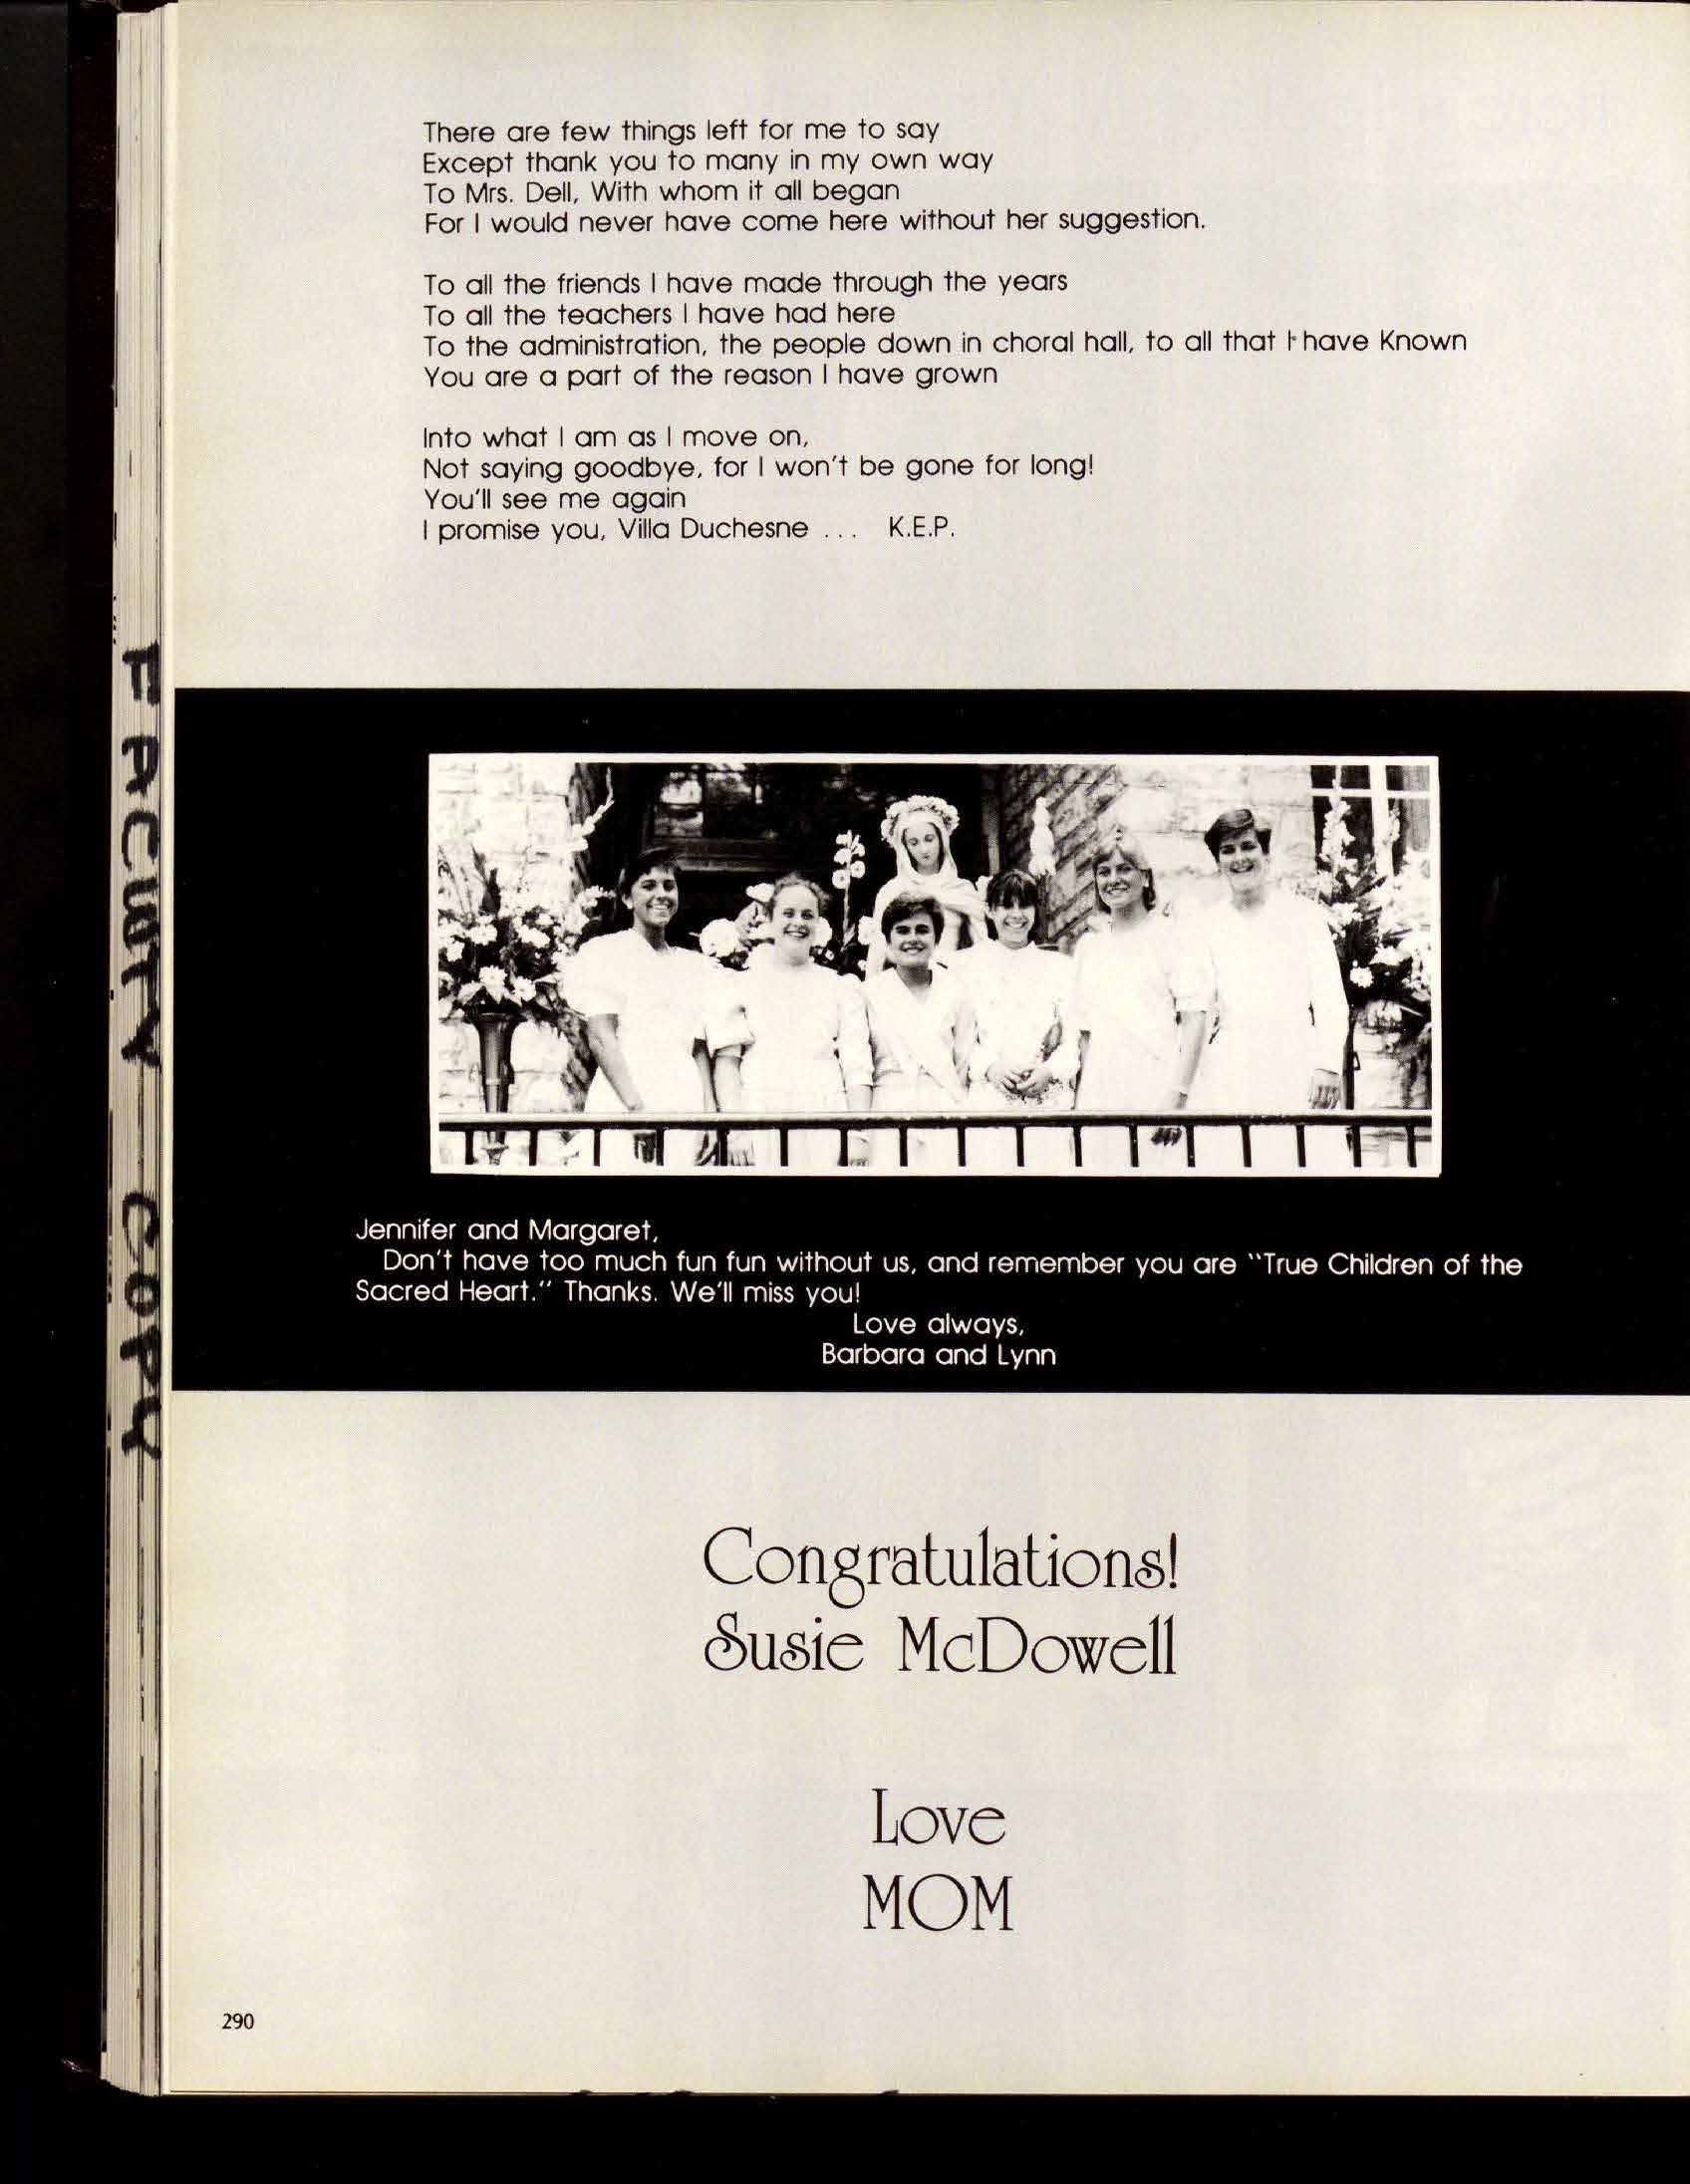 There are few things left for me to say
Except thank you to many in my own way
To Mrs. Dell, With whom it all began
For I would never have come here without her suggestion.
To all the friends I have made through the years
To all the teachers I have had here
To the administration, the people down in choral hall, to all that I have Known
You are a part of the reason I have grown
Into what I am as I move on,
Not saying goodbye, for I won't be gone for long!
You'll see me again
I promise you, Villa Duchesne ... K.E.P.
FACULTY COPY
Jennifer and Margaret,
Don't have too much fun fun without us, and remember you are "True Children of the
Sacred Heart." Thanks. We'll miss you!
Love always,
Barbara and Lynn
Congratulations!
Susie McDowell
Love
MOM
290